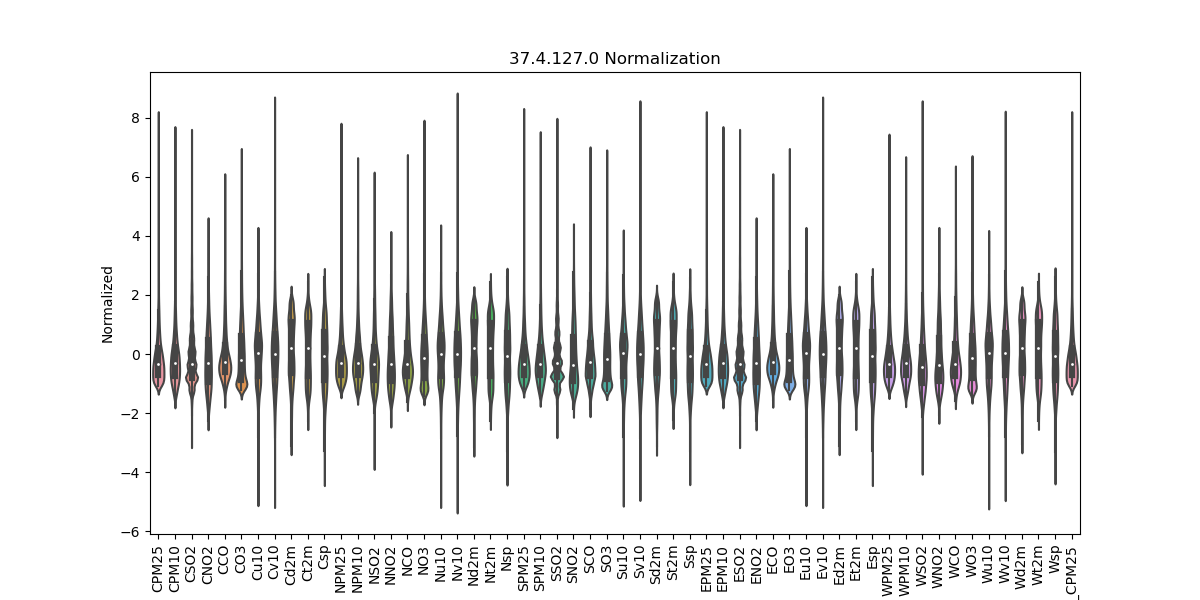 37.4.127.0 Normalization
Normalized
8
6
4
2
0
−2
−4
−6
CPM25
CPM10
CSO2
CNO2
CCO
CO3
Cu10
Cv10
Cd2m
Ct2m
Csp
NPM25
NPM10
NSO2
NNO2
NCO
NO3
Nu10
Nv10
Nd2m
Nt2m
Nsp
SPM25
SPM10
SSO2
SNO2
SCO
SO3
Su10
Sv10
Sd2m
St2m
Ssp
EPM25
EPM10
ESO2
ENO2
ECO
EO3
Eu10
Ev10
Ed2m
Et2m
Esp
WPM25
WPM10
WSO2
WNO2
WCO
WO3
Wu10
Wv10
Wd2m
Wt2m
Wsp
_CPM25